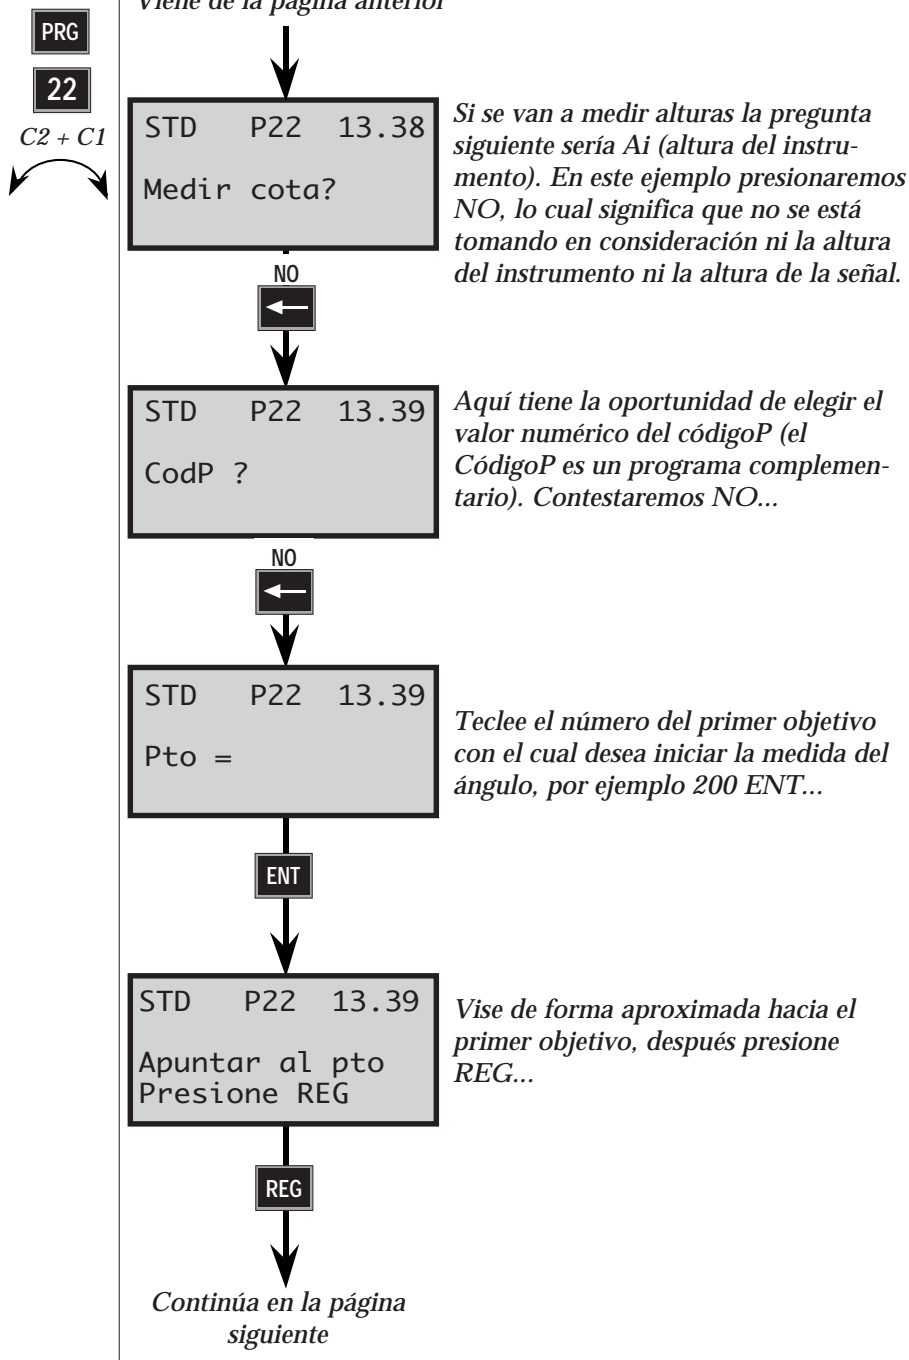 Viene de la página anterior
PRG
22
C2 + C1
STD P22 13.38
Medir cota?
Si se van a medir alturas la pregunta
siguiente sería Ai (altura del instru-
mento). En este ejemplo presionaremos
NO, lo cual significa que no se está
tomando en consideración ni la altura
del instrumento ni la altura de la señal.
NO
STD P22 13.39
CodP ?
Aquí tiene la oportunidad de elegir el
valor numérico del códigoP (el
CódigoP es un programa complemen-
tario). Contestaremos NO...
NO
STD P22 13.39
Pto =
Teclee el número del primer objetivo
con el cual desea iniciar la medida del
ángulo, por ejemplo 200 ENT...
ENT
STD P22 13.39
Apuntar al pto
Presione REG
Vise de forma aproximada hacia el
primer objetivo, después presione
REG...
REG
Continúa en la página
siguiente